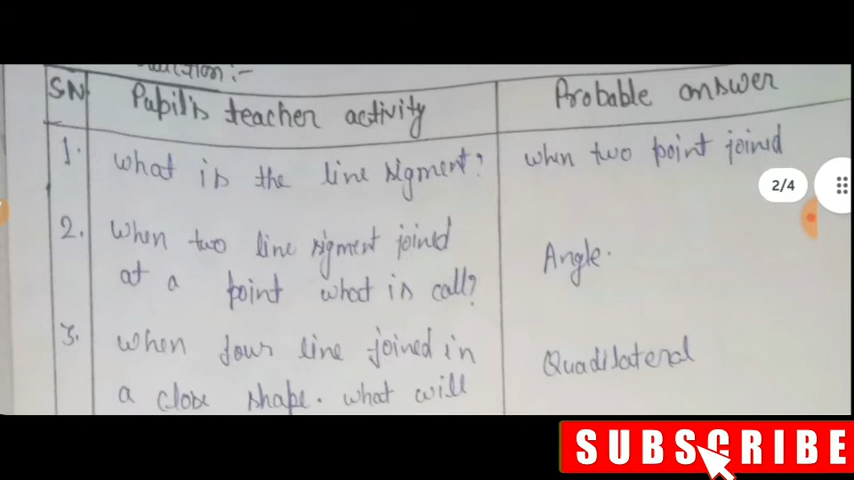 SN Pupil's teacher activity Probable answer
1. What is the line sigment? when two point joined
2. When two line sigment joined
at a point what is call? Angle.
3. When four line joined in
a close shape. what will Quadilateral
2/4
SUBSCRIBE